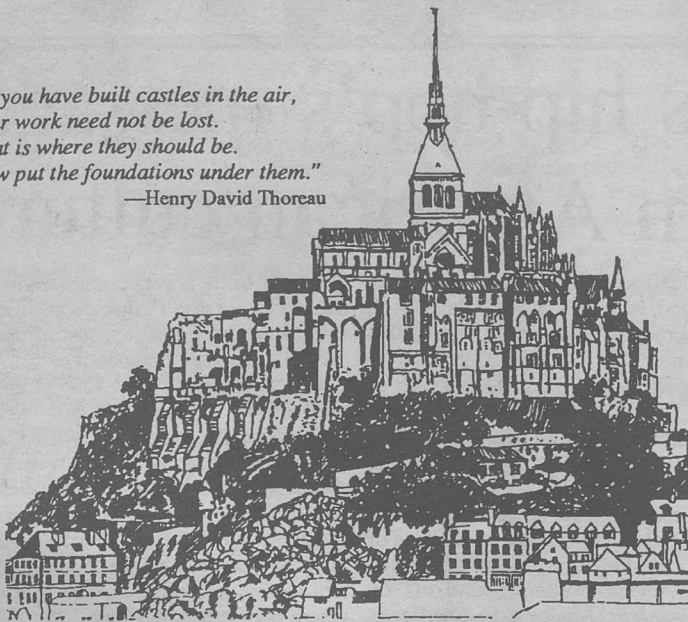 you have built castles in the air,
r work need not be lost.
t is where they should be.
w put the foundations under them."
—Henry David Thoreau